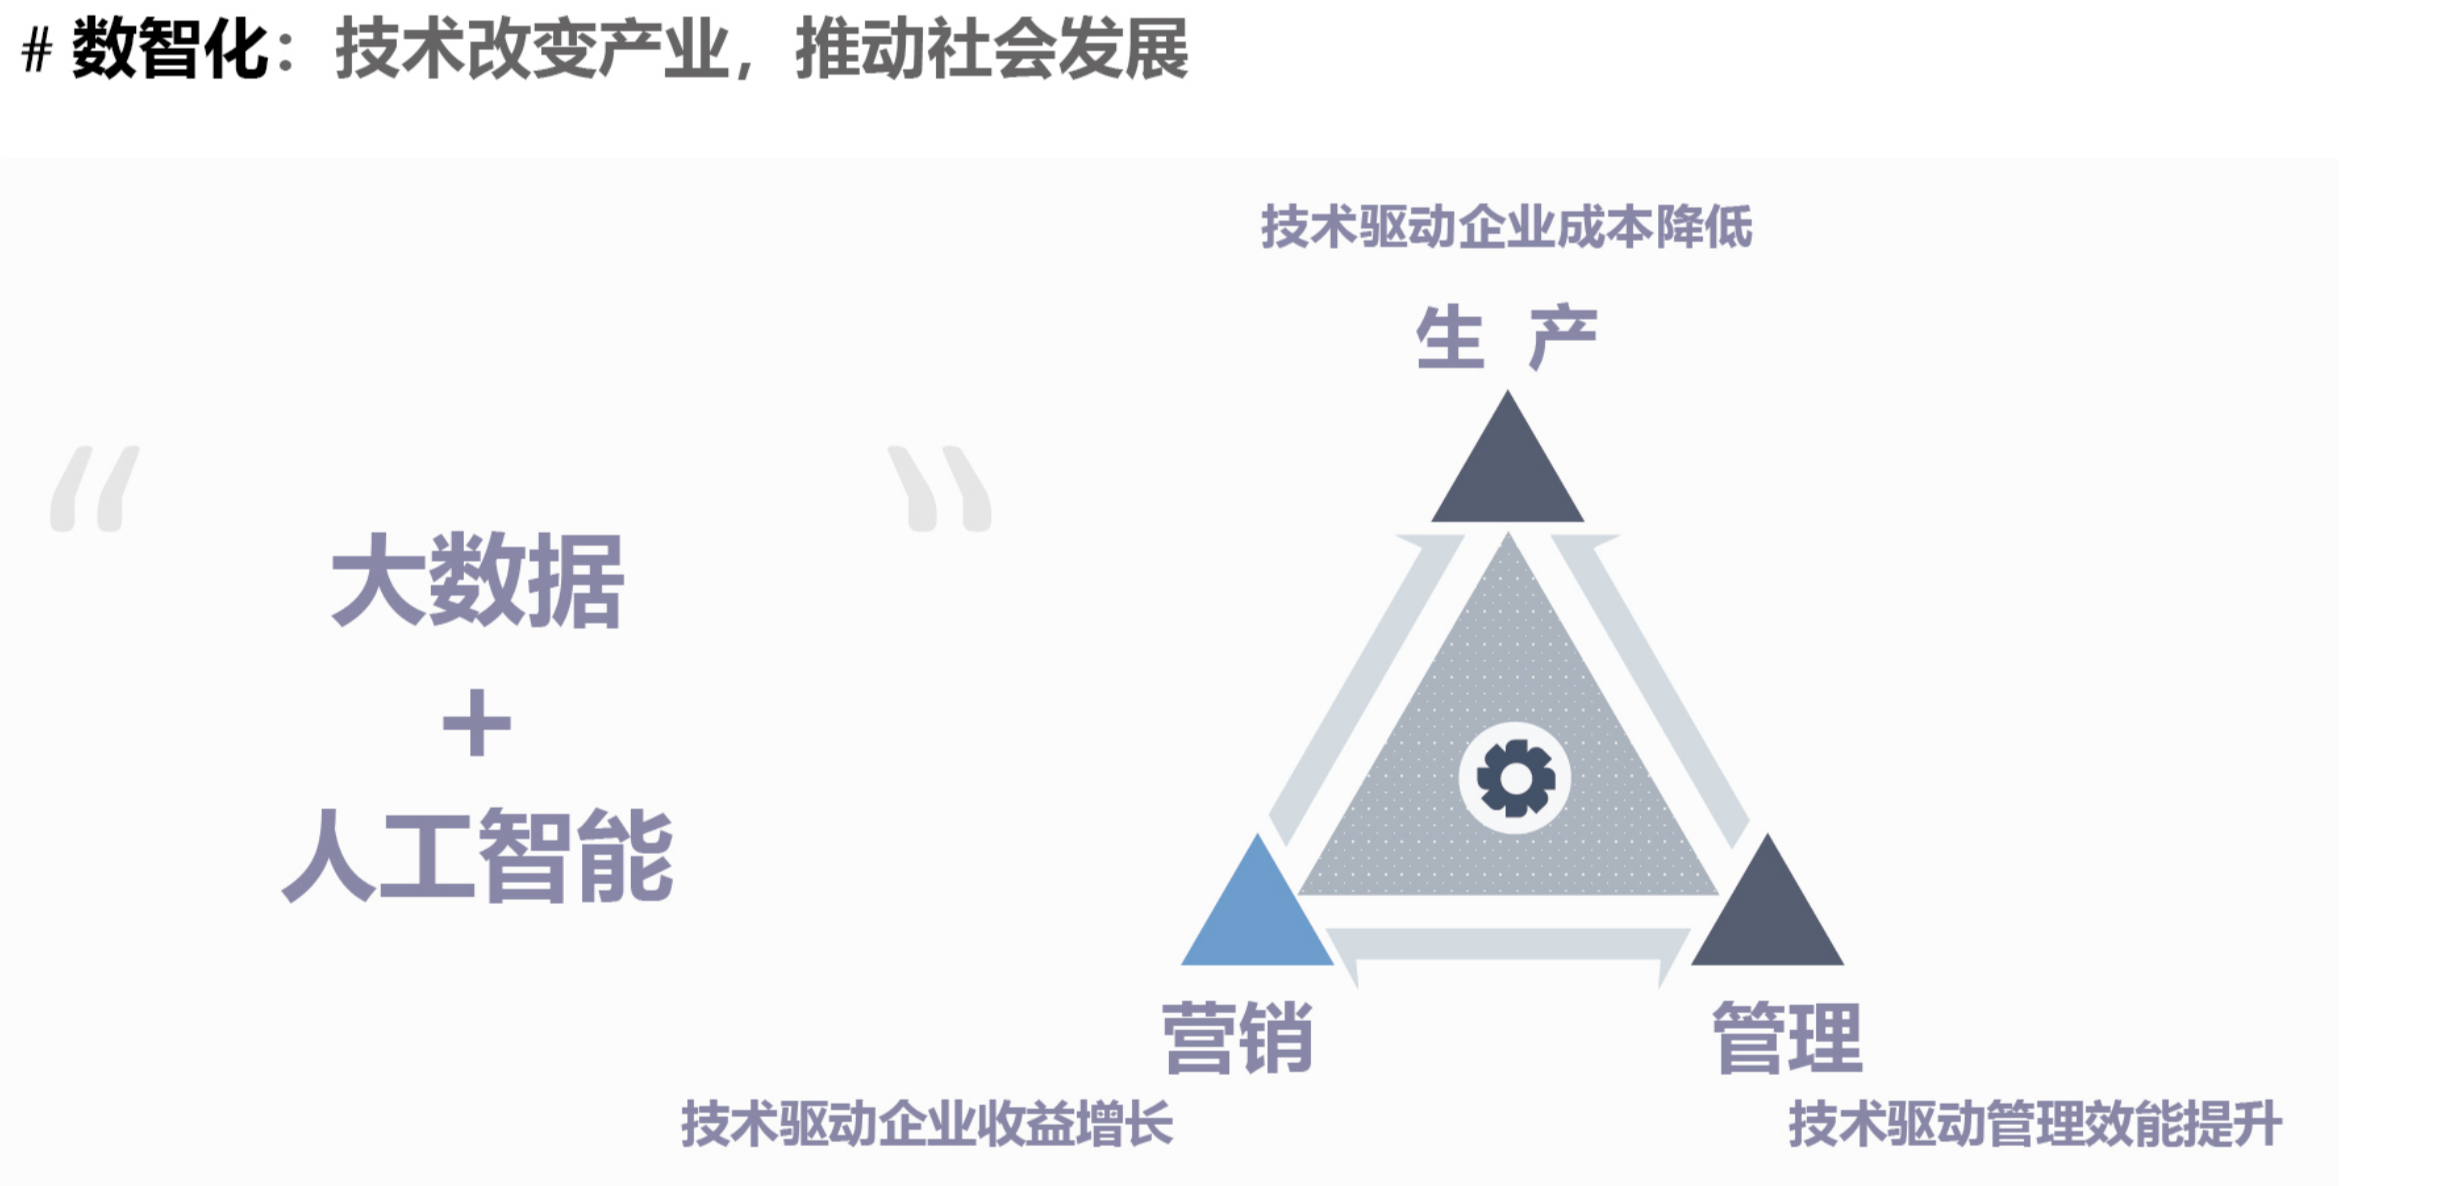 # 数智化：技术改变产业，推动社会发展
“ ”
大数据
+
人工智能
技术驱动企业成本降低
生 产
营销
技术驱动企业收益增长
管理
技术驱动管理效能提升